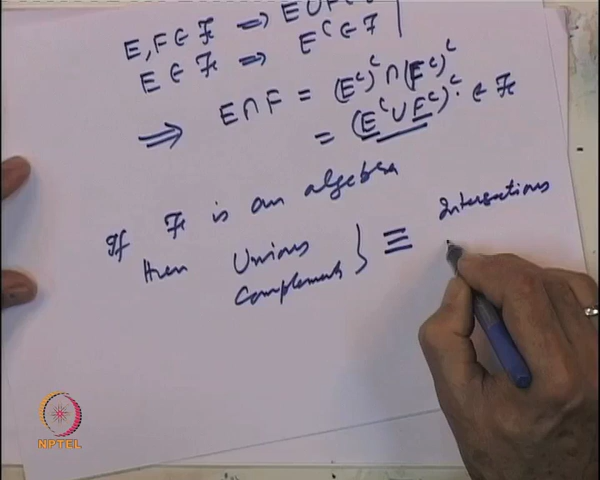 E, F ∈ ℱ ⟹ E ∪ F ∈
E ∈ ℱ ⟹ E^c ∈ ℱ
⟹ E ∩ F = (E^c)^c ∩ (F^c)^c
= (E^c ∪ F^c)^c ∈ ℱ
If ℱ is an algebra
then Unions } ≡ Intersections
Complements
NPTEL